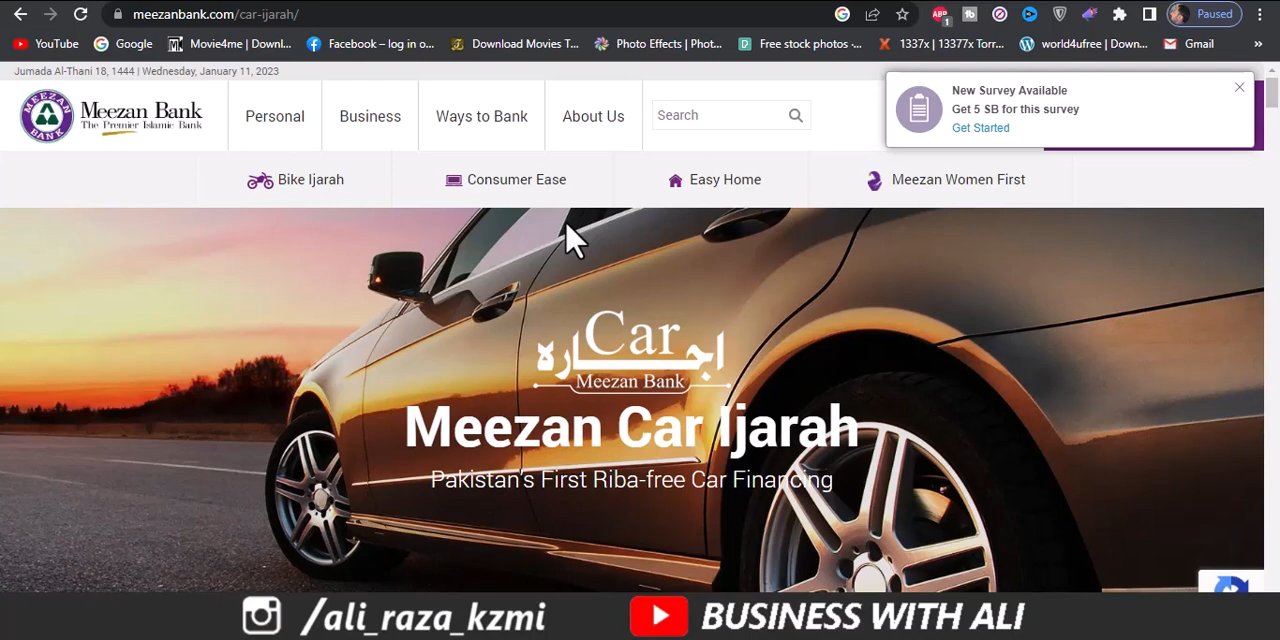 meezanbank.com/car-ijarah/
Paused
YouTube
Google
Movie4me | Downl...
Facebook – log in o...
Download Movies T...
Photo Effects | Phot...
Free stock photos -...
1337x | 13377x Torr...
world4ufree | Down...
Gmail
»
Jumada Al-Thani 18, 1444 | Wednesday, January 11, 2023
MEEZAN BANK
Meezan Bank
The Premier Islamic Bank
Personal
Business
Ways to Bank
About Us
Search
New Survey Available
Get 5 SB for this survey
Get Started
Bike Ijarah
Consumer Ease
Easy Home
Meezan Women First
Car
اجاره
Meezan Bank
Meezan Car Ijarah
Pakistan's First Riba-free Car Financing
/ali_raza_kzmi
BUSINESS WITH ALI